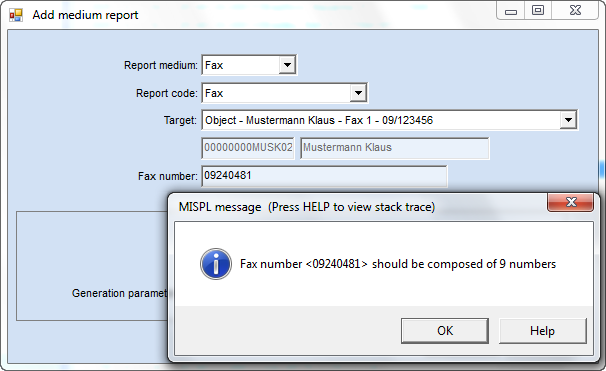 Add medium report
Report medium: Fax
Report code: Fax
Target: Object - Mustermann Klaus - Fax 1 - 09/123456
00000000MUSK02 Mustermann Klaus
Fax number: 09240481
MISPL message (Press HELP to view stack trace)
Fax number <09240481> should be composed of 9 numbers
Generation paramet
OK Help